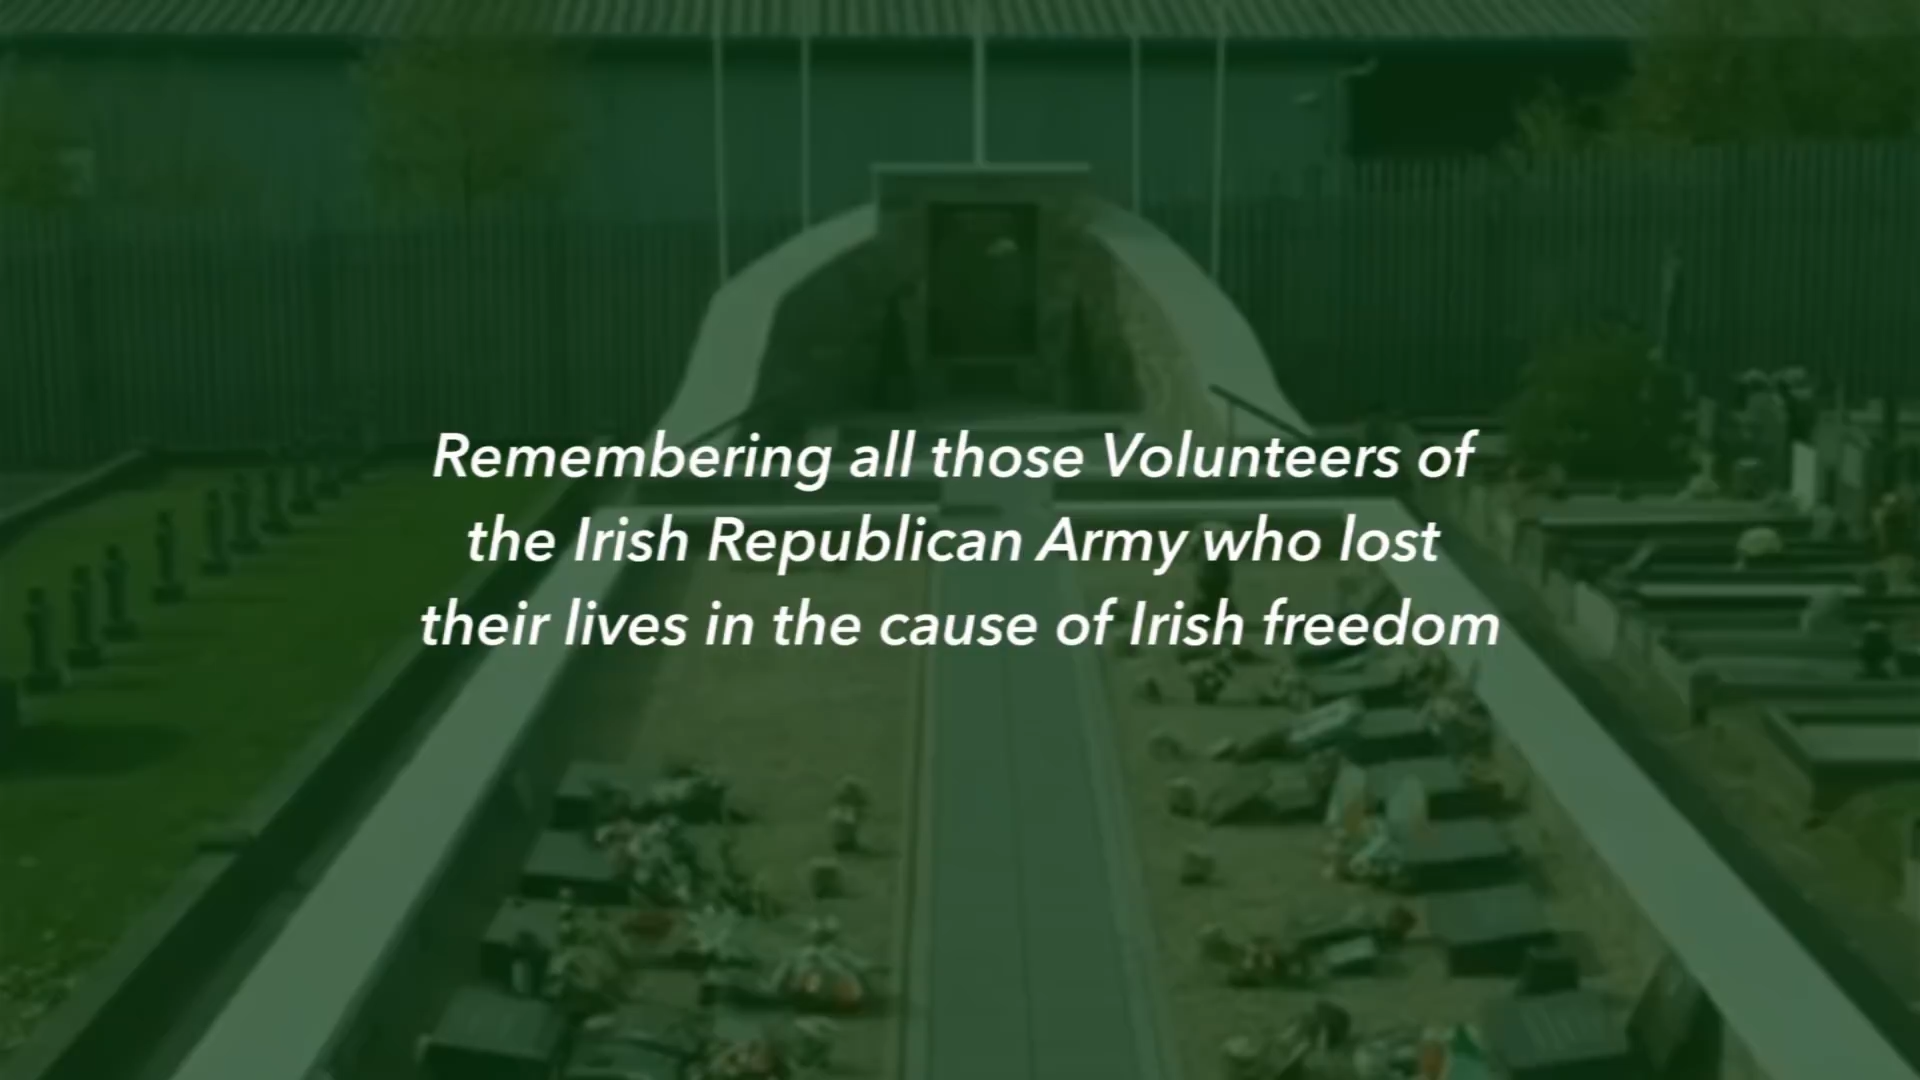 Remembering all those Volunteers of
the Irish Republican Army who lost
their lives in the cause of Irish freedom